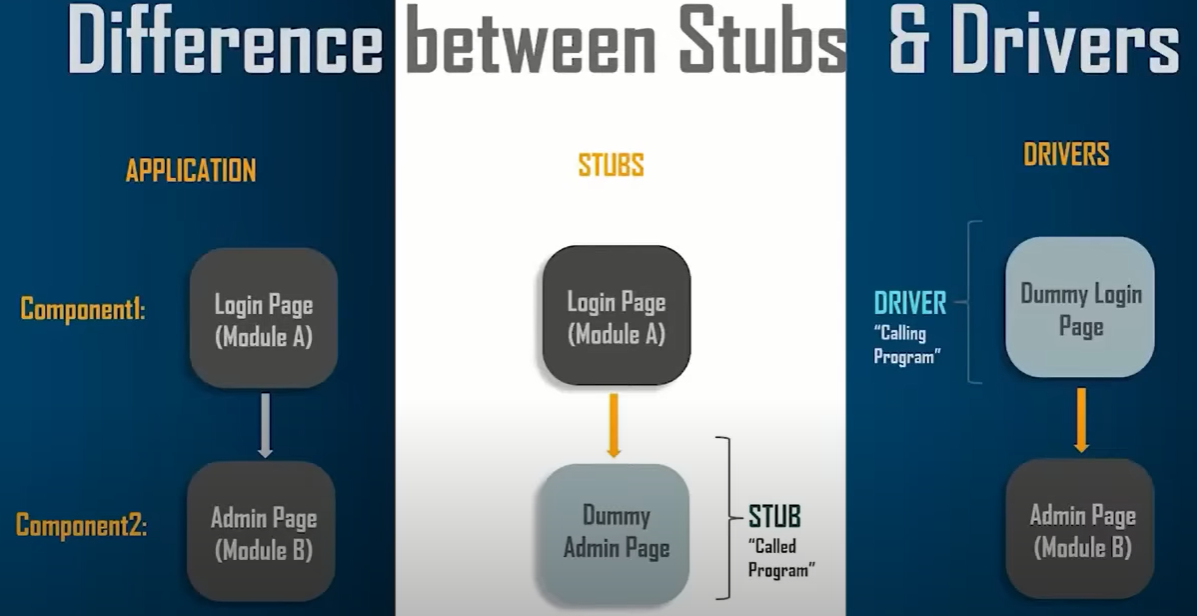 Difference between Stubs & Drivers
APPLICATION
Component1:
Login Page
(Module A)
Component2:
Admin Page
(Module B)
STUBS
Login Page
(Module A)
Dummy
Admin Page
STUB
“Called
Program”
DRIVERS
DRIVER
“Calling
Program”
Dummy Login
Page
Admin Page
(Module B)